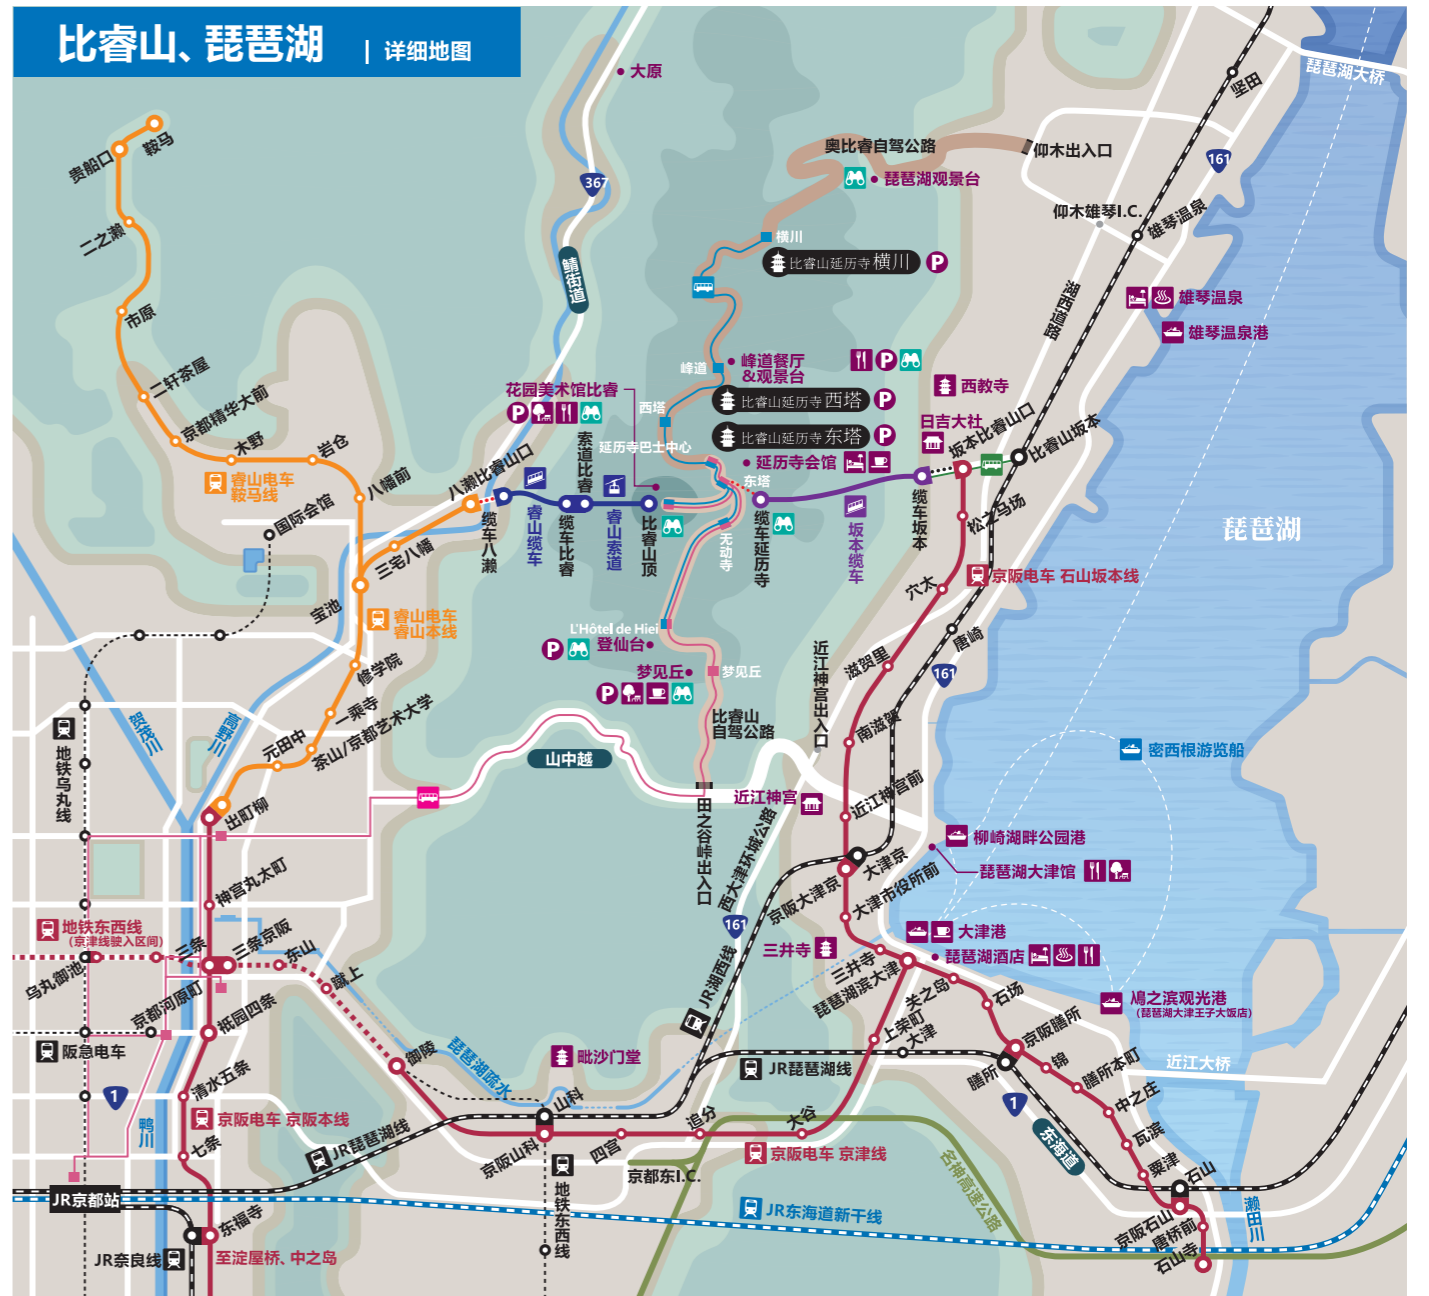 比睿山、琵琶湖 | 详细地图
大原
琵琶湖大桥
坚田
鞍马
贵船口
奥比睿自驾公路
仰木出入口
161
琵琶湖观景台
367
仰木雄琴I.C.
雄琴温泉
二之濑
横川
比睿山延历寺横川
P
鲭街道
湖西道路
雄琴温泉
雄琴温泉港
市原
峰道
峰道餐厅
&观景台
P
二轩茶屋
花园美术馆比睿
P
西塔
比睿山延历寺西塔
P
西教寺
京都精华大前
日吉大社
坂本比睿山口
比睿山坂本
木野
岩仓
索道比睿
延历寺巴士中心
比睿山延历寺东塔
P
延历寺会馆
八濑比睿山口
睿山电车
鞍马线
八幡前
东塔
国际会馆
缆车八濑
睿山缆车
缆车比睿
睿山索道
比睿山顶
无动寺
缆车延历寺
坂本缆车
缆车坂本
松之马场
琵琶湖
三宅八幡
京阪电车 石山坂本线
穴太
宝池
睿山电车
睿山本线
L'Hôtel de Hiei
登仙台
P
唐崎
修学院
梦见丘
梦见丘
P
近江神宫出入口
滋贺里
161
一乘寺
贺茂川
高野川
茶山/京都艺术大学
元田中
比睿山
自驾公路
南滋贺
密西根游览船
地铁乌丸线
山中越
近江神宫
近江神宫前
出町柳
田之谷峠出入口
西大津环城公路
柳崎湖畔公园港
大津京
琵琶湖大津馆
神宫丸太町
京阪大津京
大津市役所前
地铁东西线
(京津线驶入区间)
161
大津港
三条
三条京阪
东山
三井寺
三井寺
琵琶湖酒店
乌丸御池
蹴上
JR湖西线
琵琶湖滨大津
京都河原町
祇园四条
关之岛
石场
鳰之滨观光港
(琵琶湖大津王子大饭店)
上荣町
京阪膳所
阪急电车
御陵
琵琶湖疏水
毗沙门堂
大津
JR琵琶湖线
膳所
锦
近江大桥
清水五条
膳所本町
1
山科
中之庄
1
鸭川
京阪电车 京阪本线
追分
大谷
瓦滨
东海道
七条
JR琵琶湖线
京阪山科
四宫
京阪电车 京津线
粟津
石山
京都东I.C.
名神高速公路
JR京都站
地铁东西线
JR东海道新干线
濑田川
东福寺
京阪石山
唐桥前
JR奈良线
至淀屋桥、中之岛
石山寺